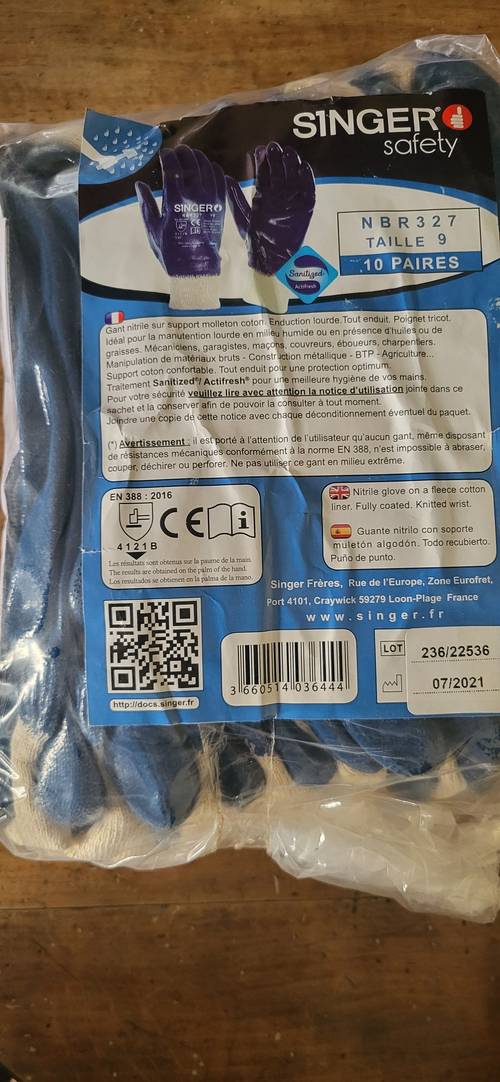 SINGER®
safety
SINGER
NBR327
NBR327
TAILLE 9
10 PAIRES
Sanitized®
Actifresh
Gant nitrile sur support molleton coton. Enduction lourde.Tout enduit. Poignet tricot.
Idéal pour la manutention lourde en milieu humide ou en présence d'huiles ou de
graisses. Mécaniciens, garagistes, maçons, couvreurs, éboueurs, charpentiers.
Manipulation de matériaux bruts - Construction métallique - BTP - Agriculture...
Support coton confortable. Tout enduit pour une protection optimum.
Traitement Sanitized®/ Actifresh® pour une meilleure hygiène de vos mains.
Pour votre sécurité veuillez lire avec attention la notice d'utilisation jointe dans ce
sachet et la conserver afin de pouvoir la consulter à tout moment.
Joindre une copie de cette notice avec chaque déconditionnement éventuel du paquet.
(*) Avertissement : il est porté à l'attention de l'utilisateur qu'aucun gant, même disposant
de résistances mécaniques conformément à la norme EN 388, n'est impossible à abraser,
couper, déchirer ou perforer. Ne pas utiliser ce gant en milieu extrême.
EN 388 : 2016
CE
4 1 2 1 B
Les résultats sont obtenus sur la paume de la main.
The results are obtained on the palm of the hand.
Los resultados se obtienen en la palma de la mano.
Nitrile glove on a fleece cotton
liner. Fully coated. Knitted wrist.
Guante nitrilo con soporte
muletón algodón. Todo recubierto.
Puño de punto.
Singer Frères, Rue de l'Europe, Zone Eurofret,
Port 4101, Craywick 59279 Loon-Plage France
www.singer.fr
http://docs.singer.fr
3 660514 036444
LOT 236/22536
07/2021